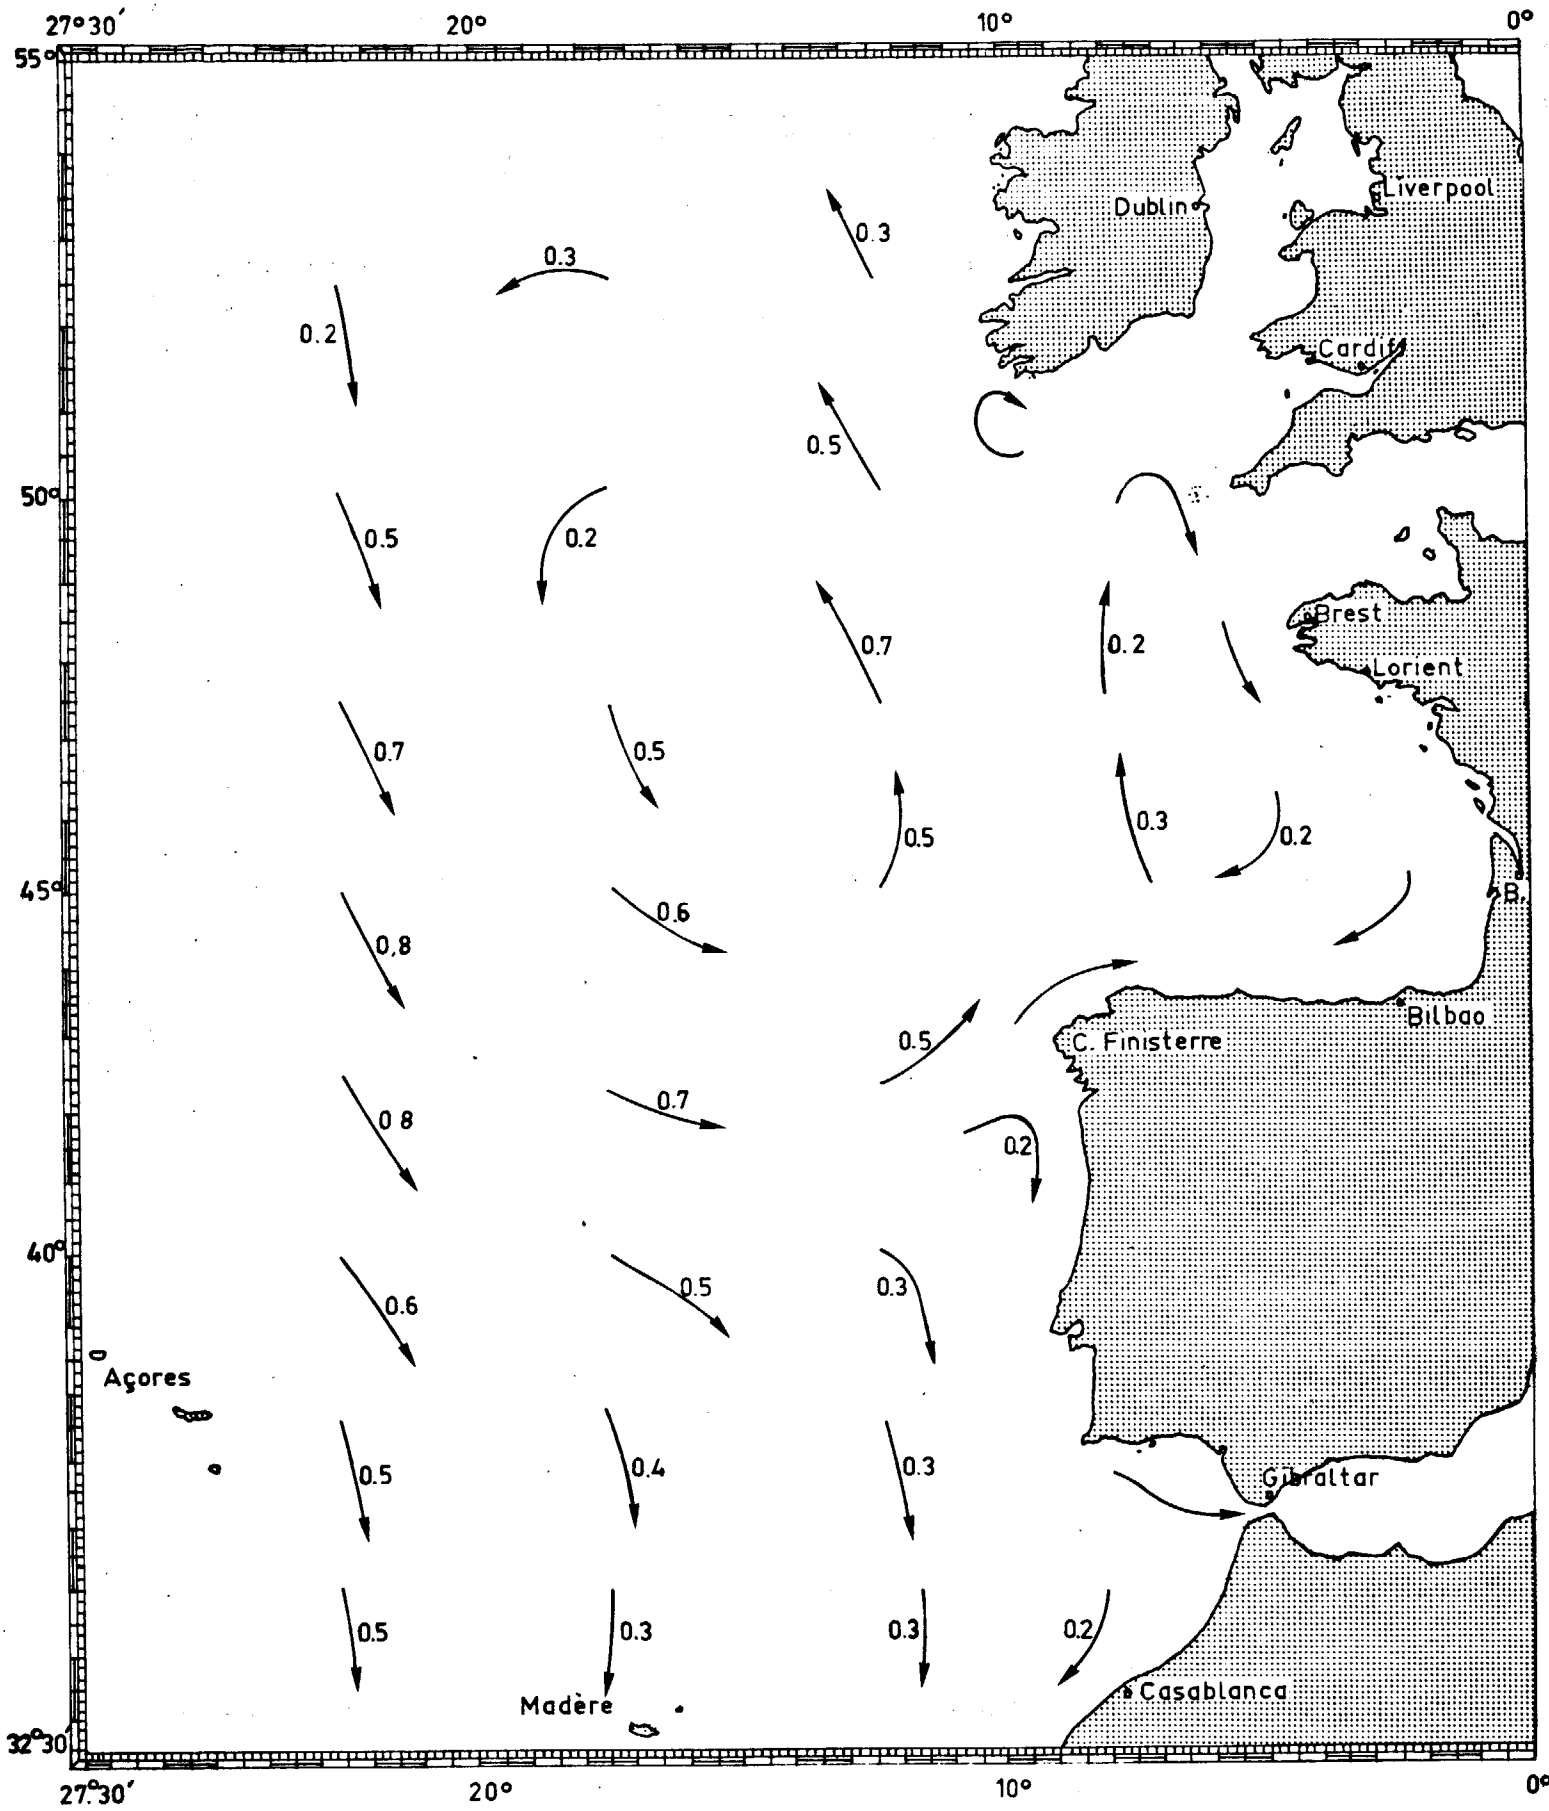 27°30′ 20° 10° 0°
55°
Liverpool
Dublin
0.3
0.3
0.2
Cardiff
0.5
50°
0.5
0.2
Brest
0.7
0.2
Lorient
0.7
0.5
0.3
0.2
0.5
45°
B.
0.6
0,8
Bilbao
0.5
C. Finisterre
0.7
0 8
0.2
40°
0.3
0.5
0.6
Açores
0.5
0.4
0.3
Gibraltar
0.5
0.3
0.3
0.2
Casablanca
Madère
32°30′
27°30′ 20° 10° 0°